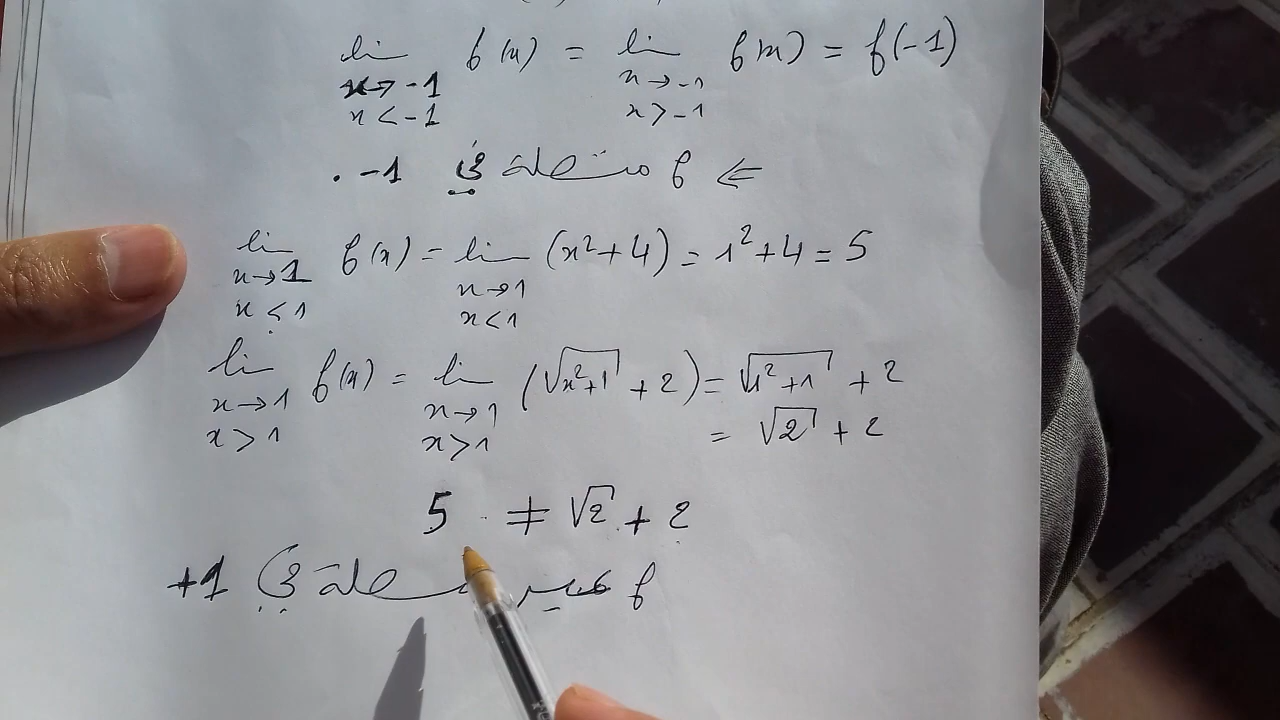 lim f(x) = lim f(x) = f(-1)
x→-1 x→-1
x<-1 x>-1
⇐ f مستمرة في -1 .
lim f(x) = lim (x²+4) = 1²+4 = 5
x→1 x→1
x<1 x<1
lim f(x) = lim (√x²+1 + 2) = √1²+1 + 2
x→1 x→1
x>1 x>1 = √2 + 2
5 ≠ √2 + 2
f غير في +1